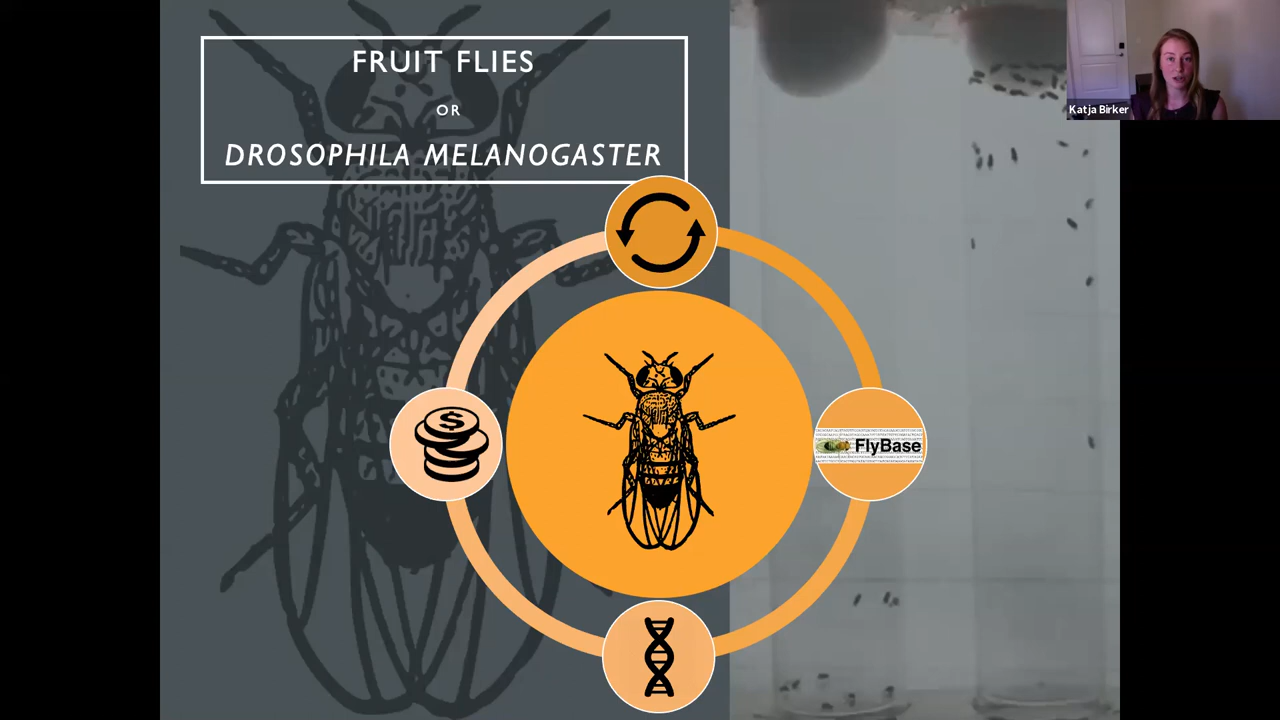 FRUIT FLIES
OR
DROSOPHILA MELANOGASTER
Katja Birker
$
FlyBase